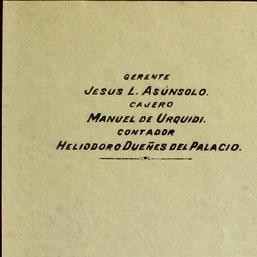 GERENTE
JESUS L. ASÚNSOLO.
CAJERO
MANUEL DE URQUIDI.
CONTADOR
HELIODORO DUEÑES DEL PALACIO.